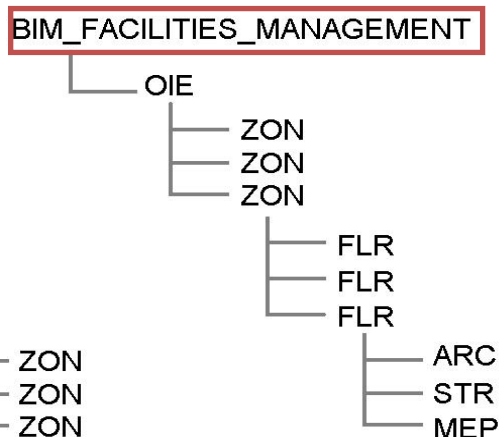 BIM_FACILITIES_MANAGEMENT
OIE
ZON
ZON
ZON
FLR
FLR
FLR
ARC
STR
MEP
ZON
ZON
ZON